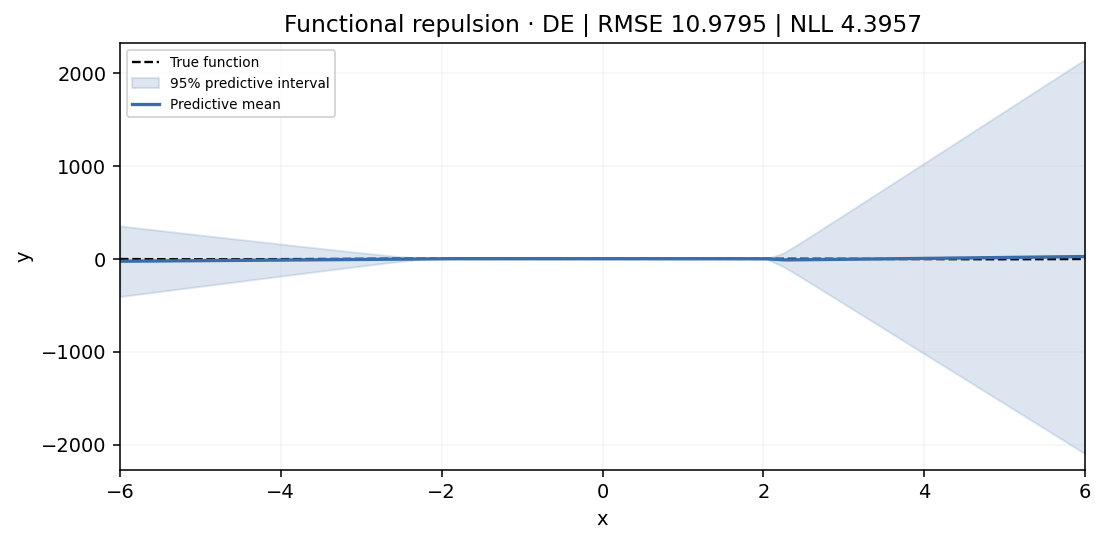 Functional repulsion · DE | RMSE 10.9795 | NLL 4.3957
True function
95% predictive interval
Predictive mean
2000
1000
0
−1000
−2000
y
−6
−4
−2
0
2
4
6
x